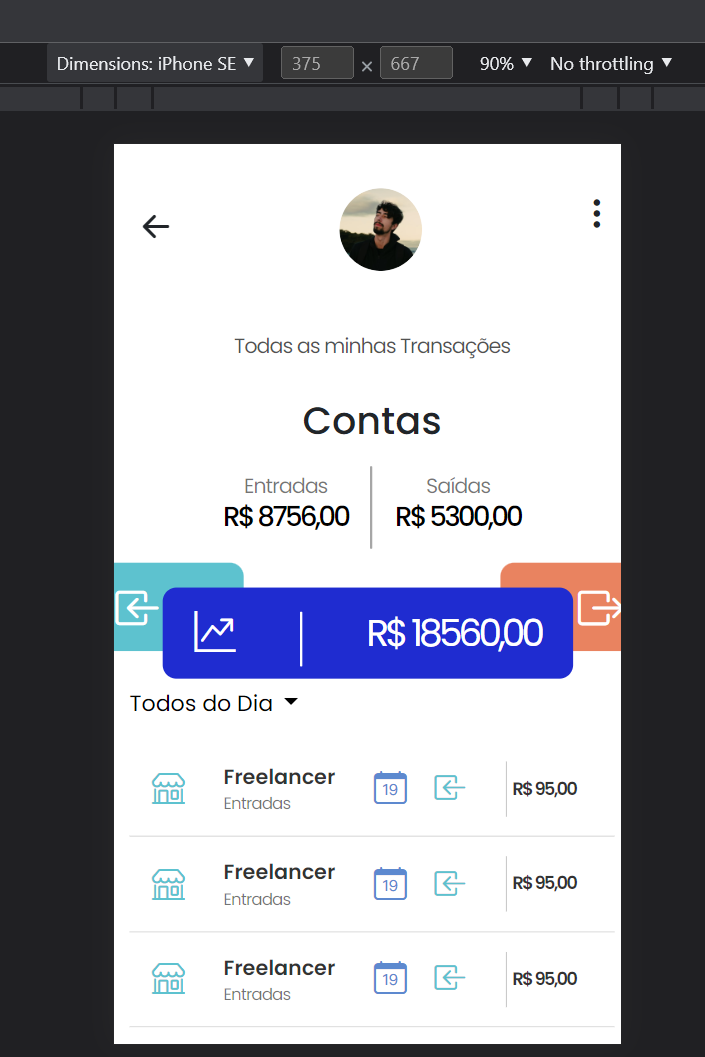 Dimensions: iPhone SE ▼ 375 × 667 90% ▼ No throttling ▼
Todas as minhas Transações
Contas
Entradas Saídas
R$ 8756,00 R$ 5300,00
R$ 18560,00
Todos do Dia
Freelancer
Entradas
19
R$ 95,00
Freelancer
Entradas
19
R$ 95,00
Freelancer
Entradas
19
R$ 95,00